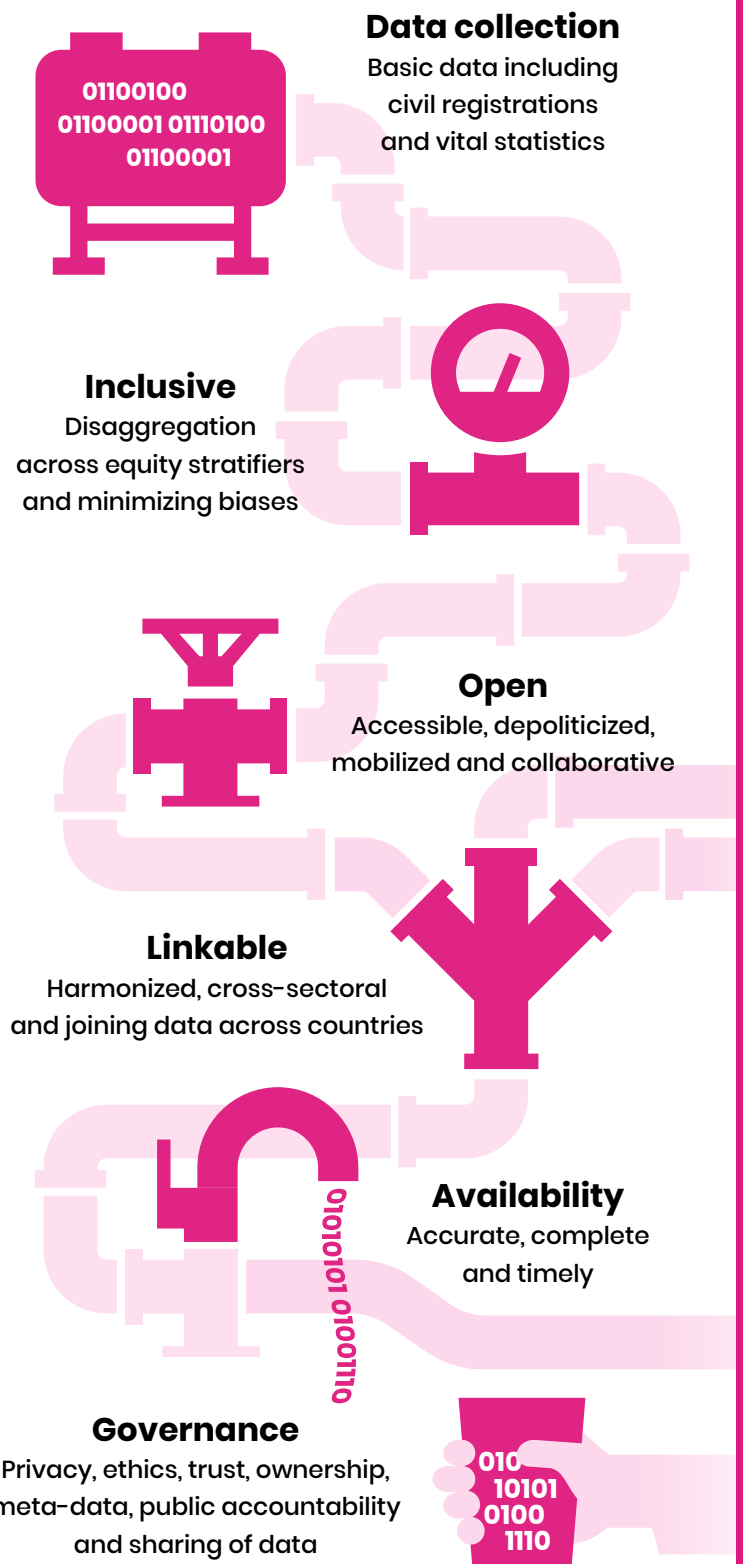 Data collection
Basic data including
civil registrations
and vital statistics
01100100
01100001 01110100
01100001
Inclusive
Disaggregation
across equity stratifiers
and minimizing biases
Open
Accessible, depoliticized,
mobilized and collaborative
Linkable
Harmonized, cross-sectoral
and joining data across countries
Availability
Accurate, complete
and timely
01010101 01001110
Governance
Privacy, ethics, trust, ownership,
meta-data, public accountability
and sharing of data
010
10101
0100
1110